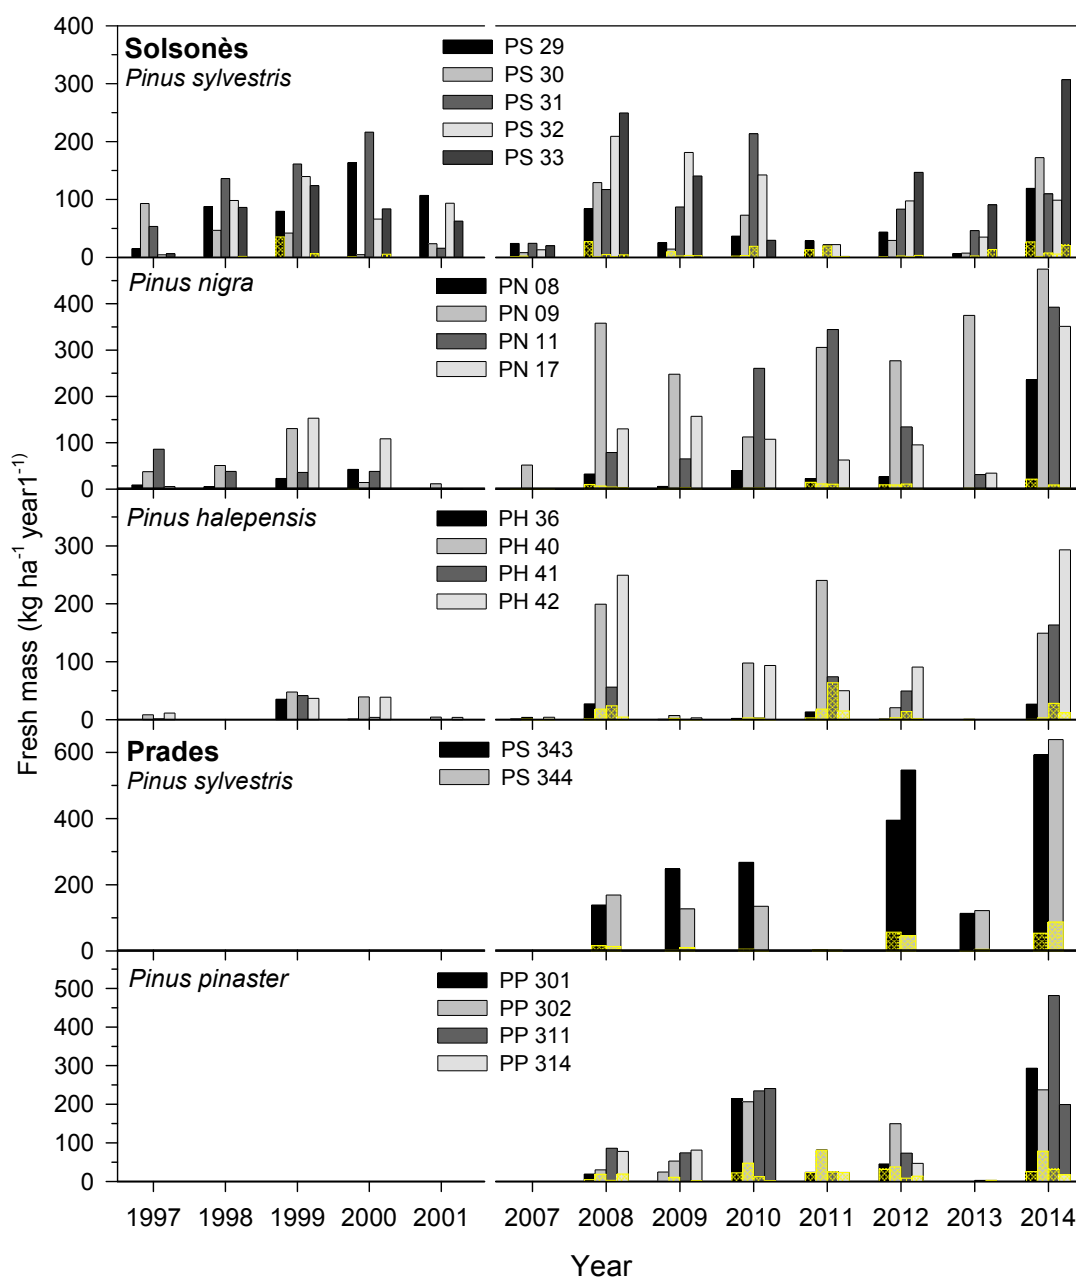 400
300
200
100
0
Solsonès
Pinus sylvestris
PS 29
PS 30
PS 31
PS 32
PS 33
400
300
200
100
0
Pinus nigra
PN 08
PN 09
PN 11
PN 17
300
200
100
0
Pinus halepensis
PH 36
PH 40
PH 41
PH 42
600
400
200
0
Prades
Pinus sylvestris
PS 343
PS 344
500
400
300
200
100
0
Pinus pinaster
PP 301
PP 302
PP 311
PP 314
Fresh mass (kg ha⁻¹ year1⁻¹⁾
1997 1998 1999 2000 2001 2007 2008 2009 2010 2011 2012 2013 2014
Year